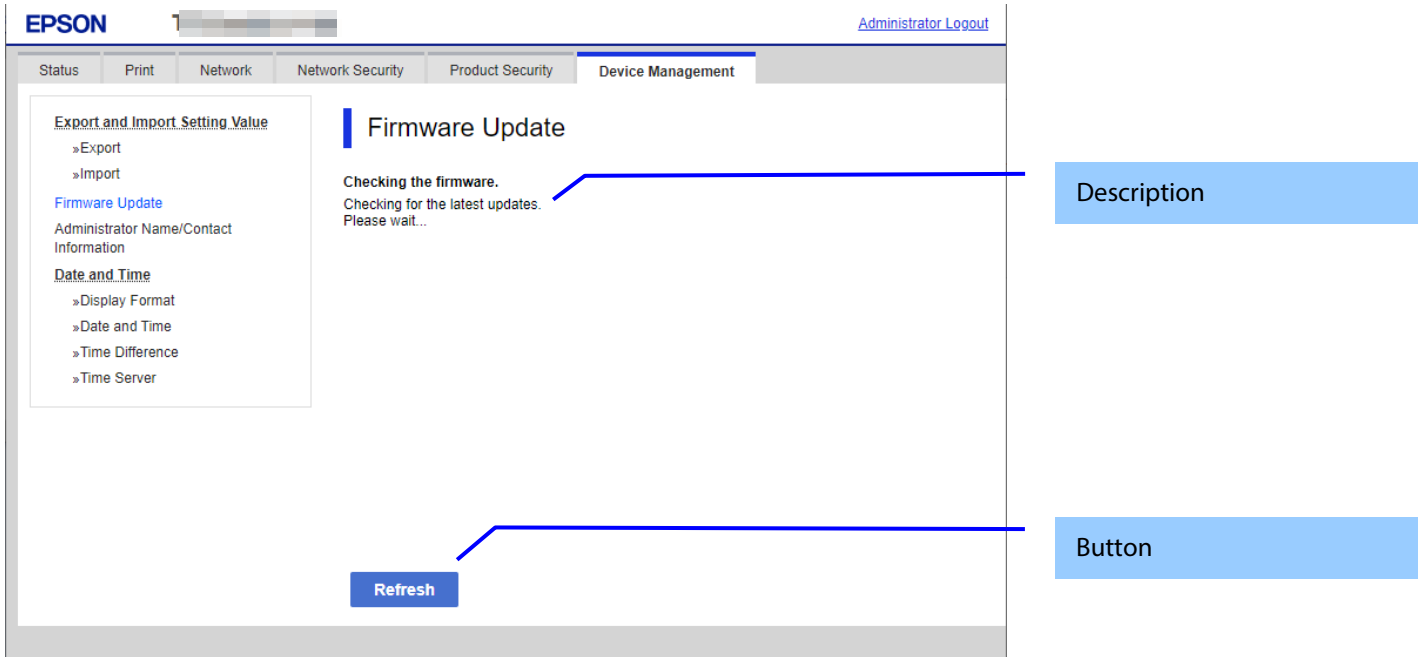 EPSON
Administrator Logout
Status Print Network Network Security Product Security Device Management
Export and Import Setting Value
»Export
»Import
Firmware Update
Administrator Name/Contact
Information
Date and Time
»Display Format
»Date and Time
»Time Difference
»Time Server
Firmware Update
Checking the firmware.
Checking for the latest updates.
Please wait...
Refresh
Description
Button